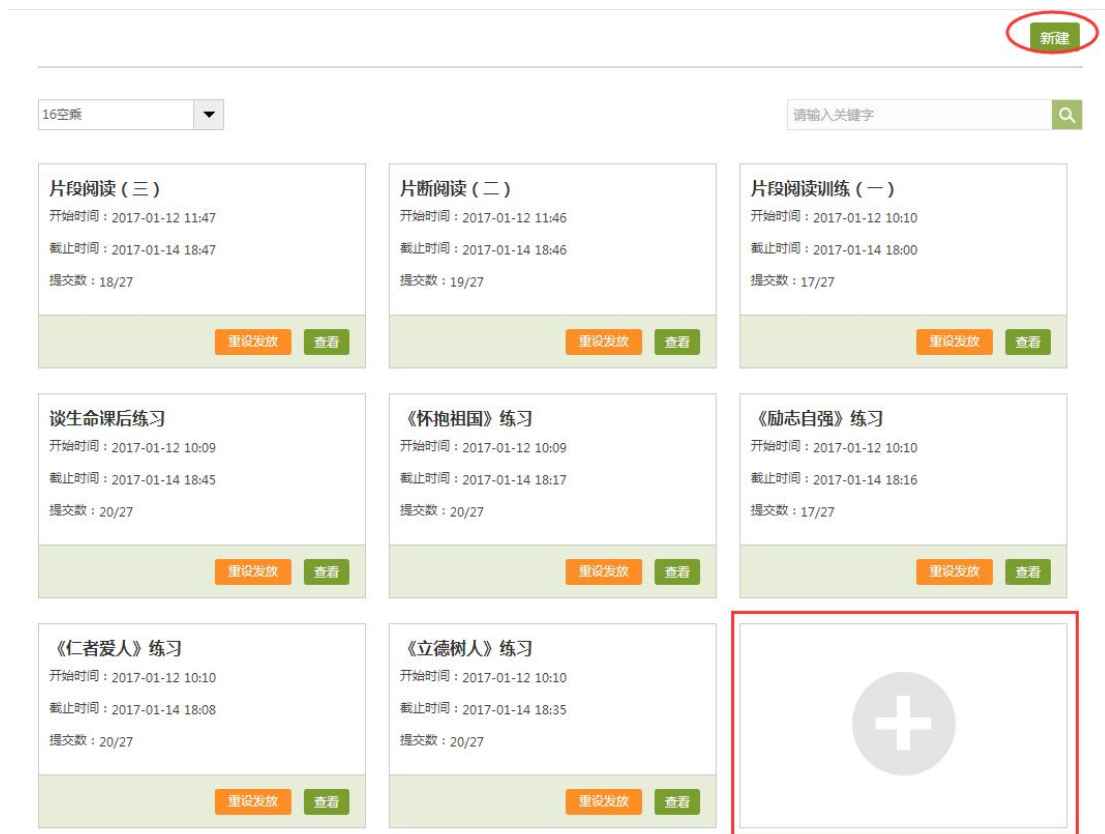 新建
16空乘
请输入关键字
片段阅读（三）
开始时间：2017-01-12 11:47
截止时间：2017-01-14 18:47
提交数：18/27
重设发放 查看
片断阅读（二）
开始时间：2017-01-12 11:46
截止时间：2017-01-14 18:46
提交数：19/27
重设发放 查看
片段阅读训练（一）
开始时间：2017-01-12 10:10
截止时间：2017-01-14 18:00
提交数：17/27
重设发放 查看
谈生命课后练习
开始时间：2017-01-12 10:09
截止时间：2017-01-14 18:45
提交数：20/27
重设发放 查看
《怀抱祖国》练习
开始时间：2017-01-12 10:09
截止时间：2017-01-14 18:17
提交数：20/27
重设发放 查看
《励志自强》练习
开始时间：2017-01-12 10:10
截止时间：2017-01-14 18:16
提交数：17/27
重设发放 查看
《仁者爱人》练习
开始时间：2017-01-12 10:10
截止时间：2017-01-14 18:08
提交数：20/27
重设发放 查看
《立德树人》练习
开始时间：2017-01-12 10:10
截止时间：2017-01-14 18:35
提交数：20/27
重设发放 查看